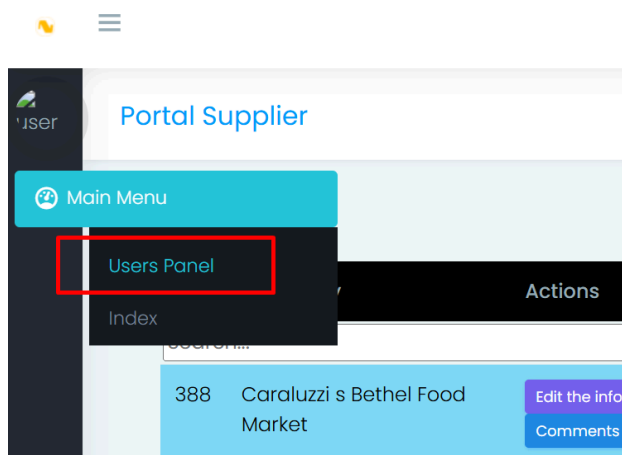 user
Portal Supplier
Main Menu
Users Panel
Index
Actions
388 Caraluzzi s Bethel Food
Market
Edit the info
Comments